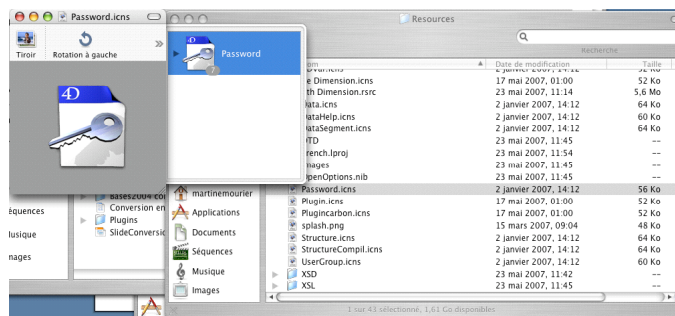 Password.icns
Resources
Tiroir
Rotation à gauche
»
Password
Recherche
Date de modification
Taille
17 mai 2007, 01:00
52 Ko
th Dimension.rsrc
23 mai 2007, 11:14
5,6 Mo
Data.icns
2 janvier 2007, 14:12
64 Ko
DataHelp.icns
2 janvier 2007, 14:12
60 Ko
DataSegment.icns
2 janvier 2007, 14:12
64 Ko
DTD
23 mai 2007, 11:45
--
French.lproj
23 mai 2007, 11:54
--
23 mai 2007, 11:45
--
OpenOptions.nib
23 mai 2007, 11:45
--
Password.icns
2 janvier 2007, 14:12
56 Ko
Plugin.icns
17 mai 2007, 01:00
52 Ko
Plugincarbon.icns
17 mai 2007, 01:00
52 Ko
splash.png
15 mars 2007, 09:04
48 Ko
Structure.icns
2 janvier 2007, 14:12
64 Ko
StructureCompil.icns
2 janvier 2007, 14:12
64 Ko
UserGroup.icns
2 janvier 2007, 14:12
60 Ko
XSD
23 mai 2007, 11:42
--
XSL
23 mai 2007, 11:45
--
4D
martinemourier
Applications
Documents
Séquences
Musique
Images
Bases2004 co
Conversion en
Plugins
SlideConversic
équences
lusique
nages
1 sur 43 sélectionné, 1,61 Go disponibles